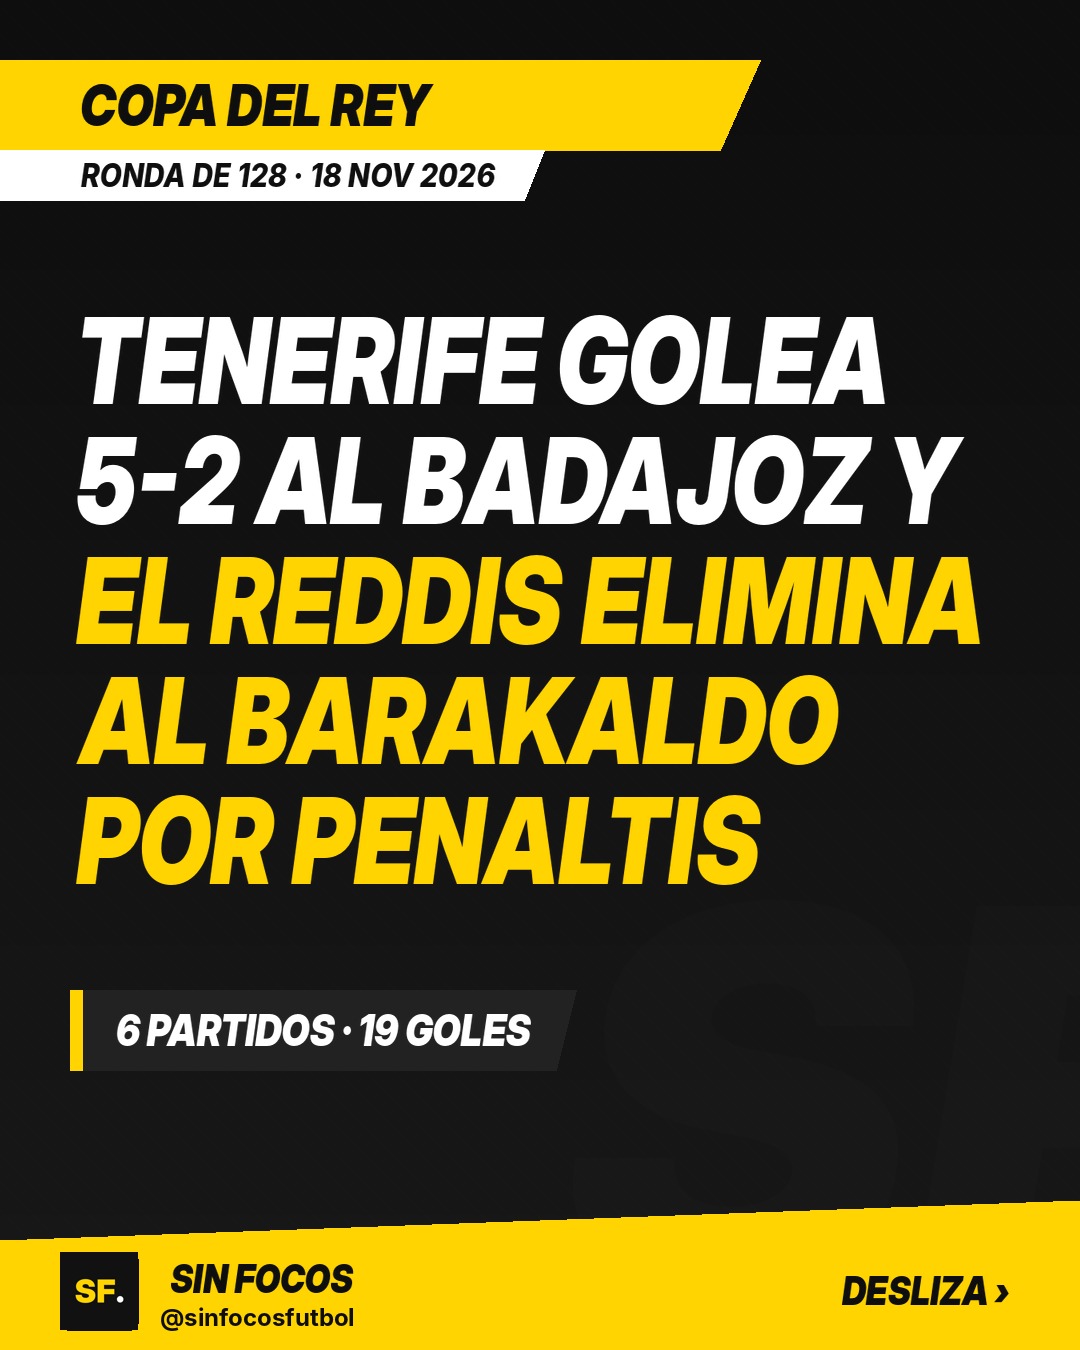 COPA DEL REY
RONDA DE 128 · 18 NOV 2026
TENERIFE GOLEA
5-2 AL BADAJOZ Y
EL REDDIS ELIMINA
AL BARAKALDO
POR PENALTIS
6 PARTIDOS · 19 GOLES
SF
SF.
SIN FOCOS
@sinfocosfutbol
DESLIZA ›